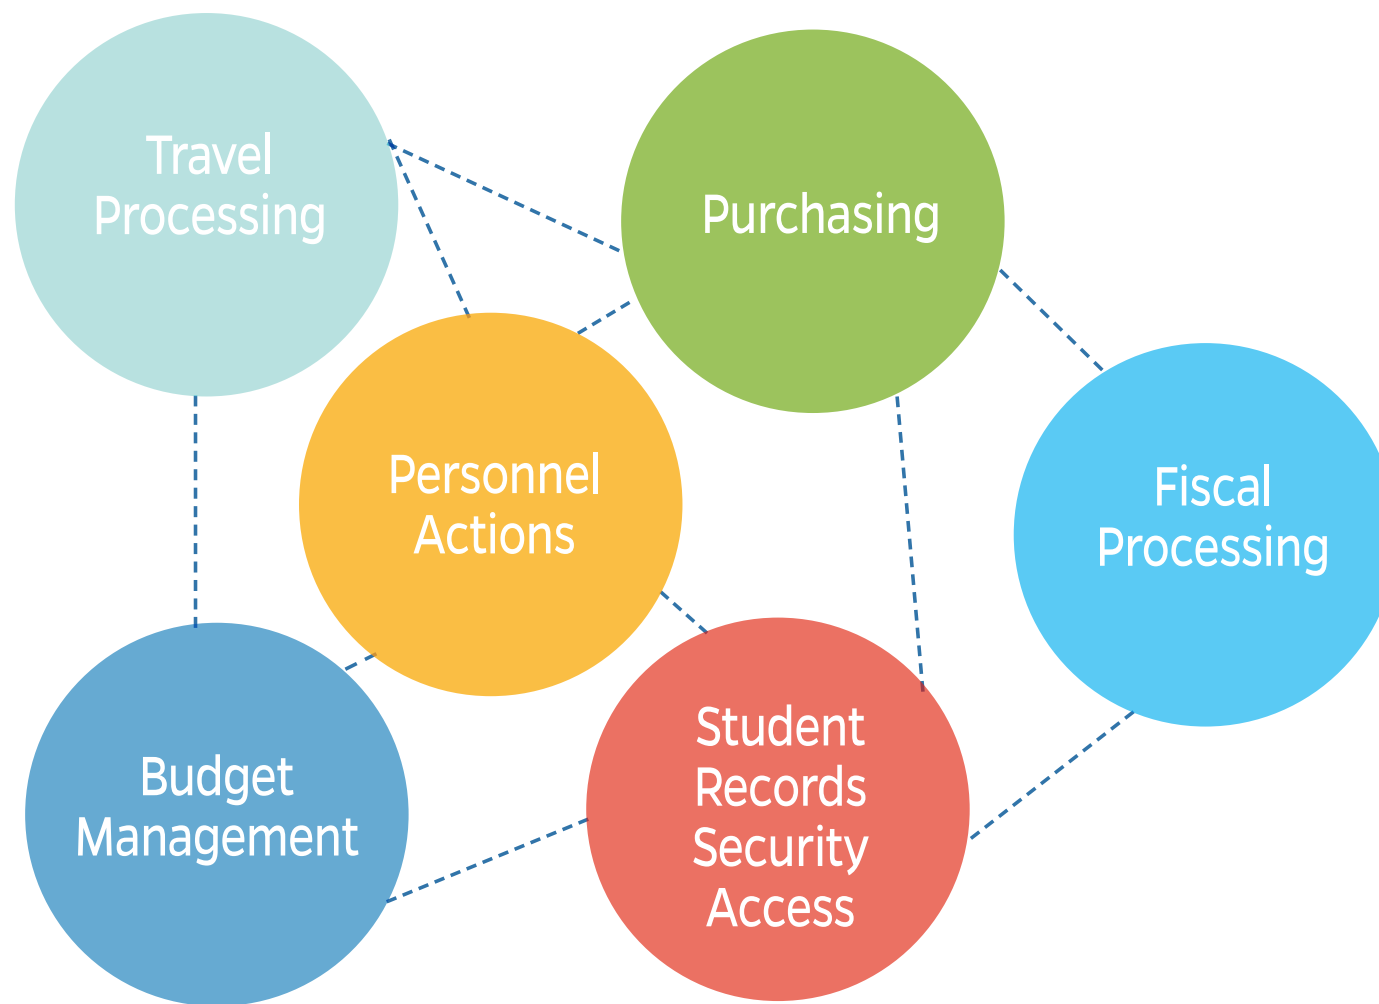 Travel
Processing
Purchasing
Personnel
Actions
Fiscal
Processing
Budget
Management
Student
Records
Security
Access